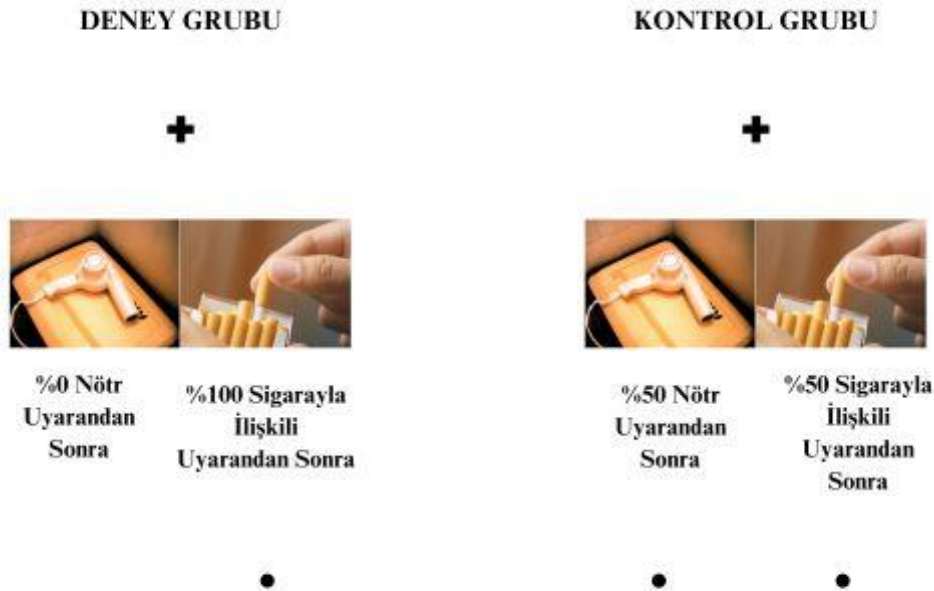 DENEY GRUBU
KONTROL GRUBU
%0 Nötr
Uyarandan
Sonra
%100 Sigarayla
İlişkili
Uyarandan Sonra
%50 Nötr
Uyarandan
Sonra
%50 Sigarayla
İlişkili
Uyarandan
Sonra